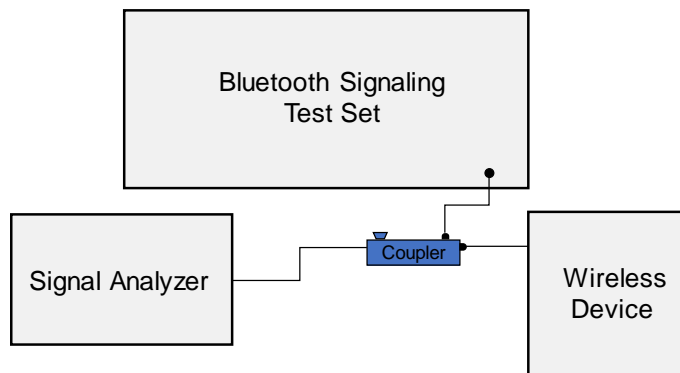 Bluetooth Signaling
Test Set
Signal Analyzer
Coupler
Wireless
Device